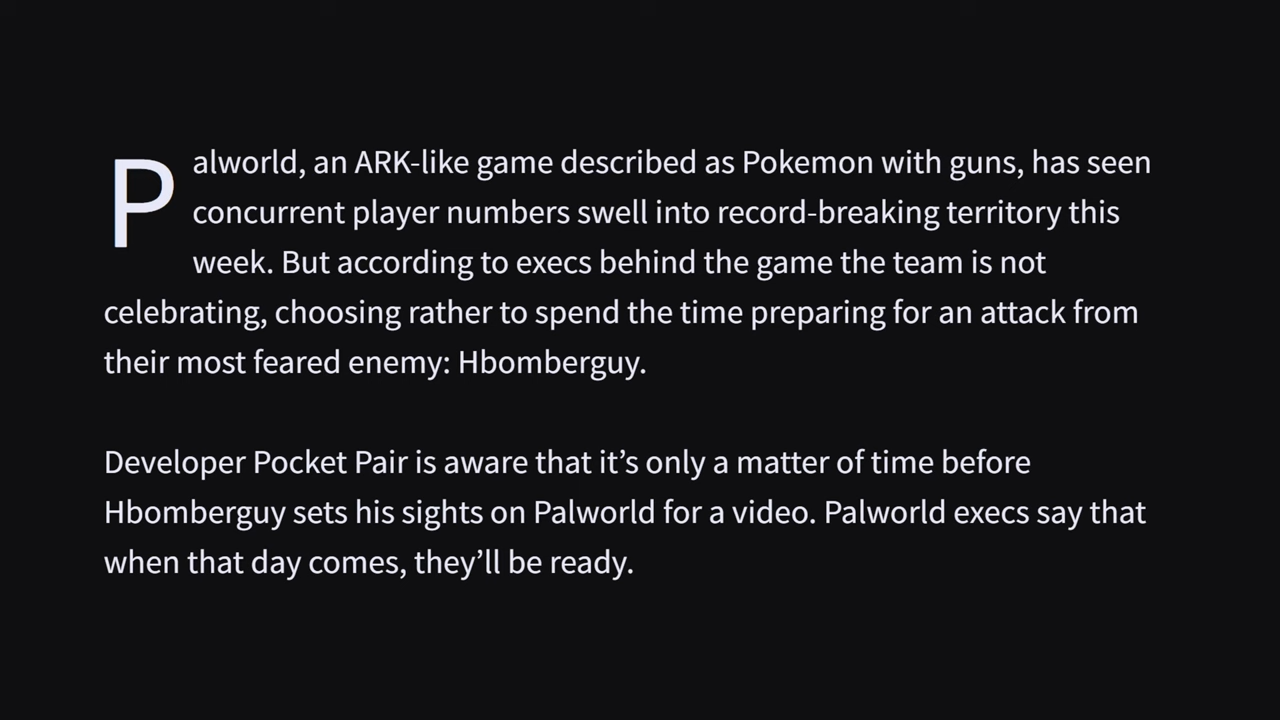 Palworld, an ARK-like game described as Pokemon with guns, has seen
concurrent player numbers swell into record-breaking territory this
week. But according to execs behind the game the team is not
celebrating, choosing rather to spend the time preparing for an attack from
their most feared enemy: Hbomberguy.
Developer Pocket Pair is aware that it’s only a matter of time before
Hbomberguy sets his sights on Palworld for a video. Palworld execs say that
when that day comes, they’ll be ready.